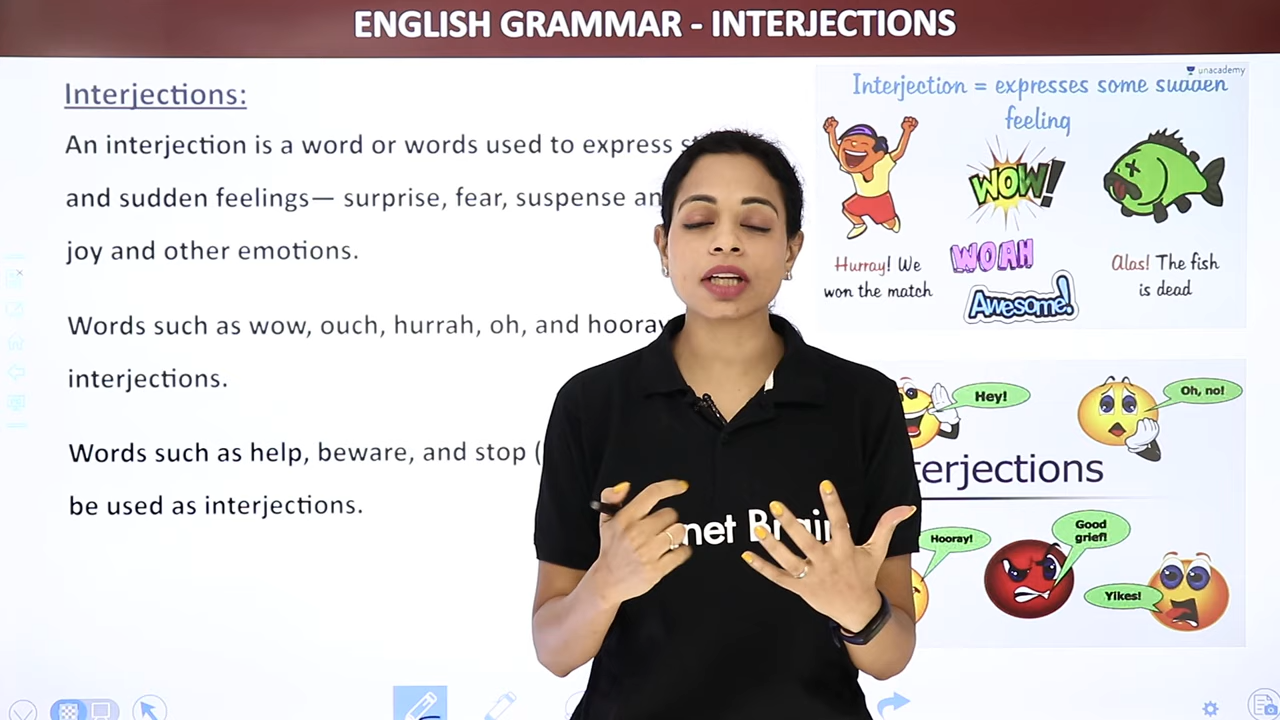 ENGLISH GRAMMAR - INTERJECTIONS
Interjections:
An interjection is a word or words used to express
and sudden feelings— surprise, fear, suspense
joy and other emotions.
Words such as wow, ouch, hurrah, oh, and hooray
interjections.
Words such as help, beware, and stop (
be used as interjections.
unacademy
Interjection = expresses some sudden
feeling
WOW!
WOAH
Awesome!
Hurray! We
won the match
Alas! The fish
is dead
Hey!
Oh, no!
terjections
Hooray!
Good
grief!
Yikes!
net Brain